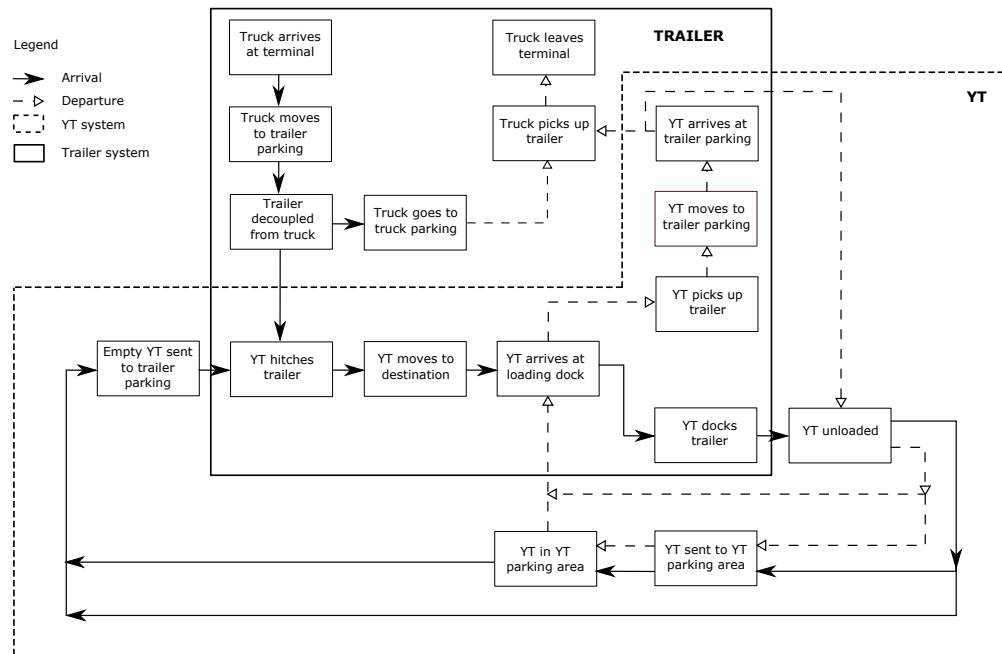 Legend
Arrival
Departure
YT system
Trailer system
TRAILER
YT
Truck arrives
at terminal
Truck leaves
terminal
Truck moves
to trailer
parking
Truck picks up
trailer
YT arrives at
trailer parking
Trailer
decoupled
from truck
Truck goes to
truck parking
YT moves to
trailer parking
YT picks up
trailer
Empty YT sent
to trailer
parking
YT hitches
trailer
YT moves to
destination
YT arrives at
loading dock
YT docks
trailer
YT unloaded
YT in YT
parking area
YT sent to YT
parking area